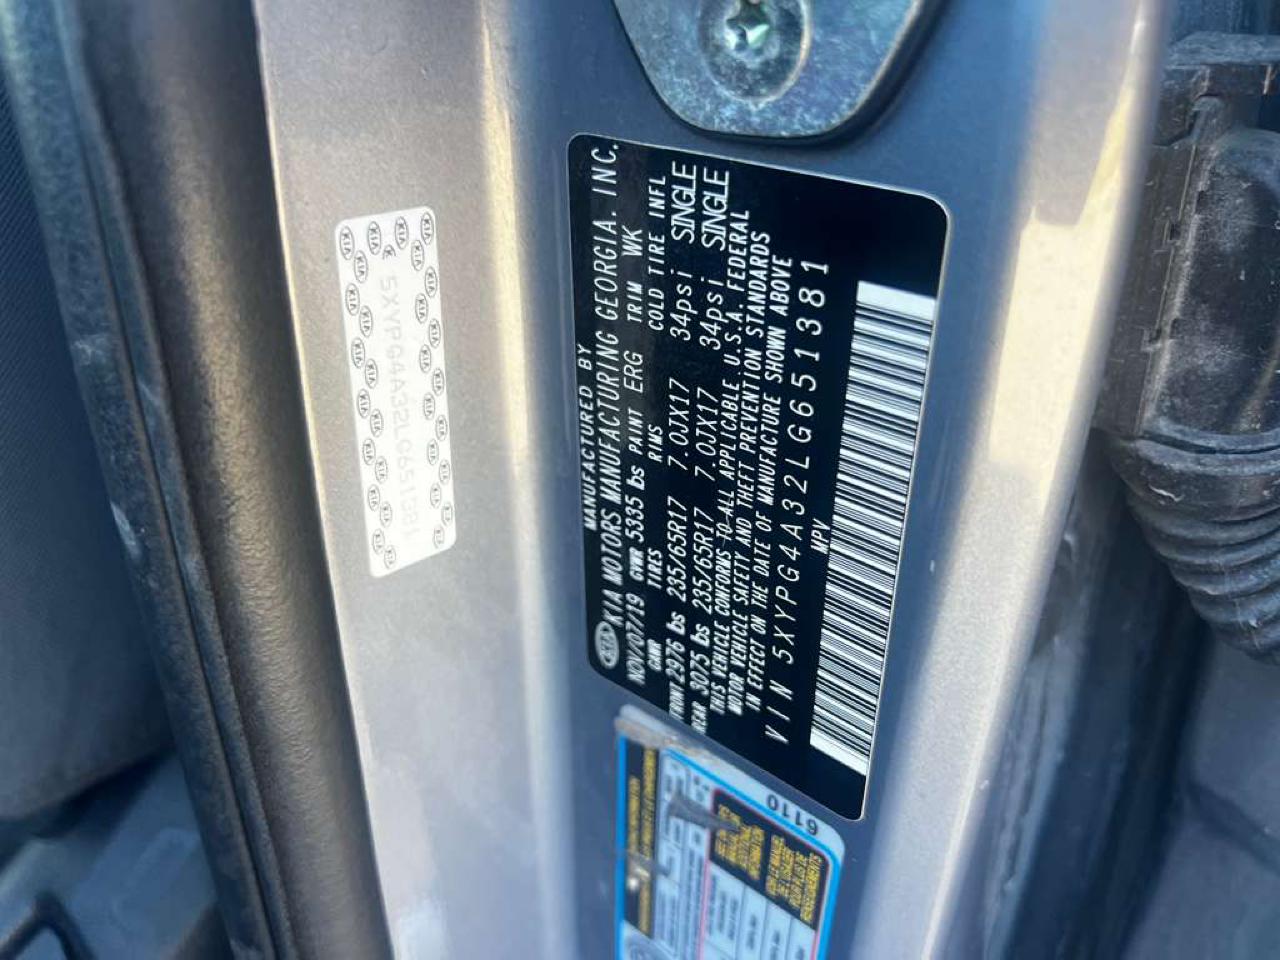 5XYPG4A32LG651381
MANUFACTURED BY
KIA KIA MOTORS MANUFACTURING GEORGIA. INC.
NOV/07/19 GVWR 5335 lbs PAINT ERG TRIM WK
GAWR TIRES RIMS COLD TIRE INFL
FRONT 2976 lbs 235/65R17 7.0JX17 34psi SINGLE
REAR 3075 lbs 235/65R17 7.0JX17 34psi SINGLE
THIS VEHICLE CONFORMS TO ALL APPLICABLE U.S.A. FEDERAL
MOTOR VEHICLE SAFETY AND THEFT PREVENTION STANDARDS
IN EFFECT ON THE DATE OF MANUFACTURE SHOWN ABOVE
MPV
VIN 5XYPG4A32LG651381
6110